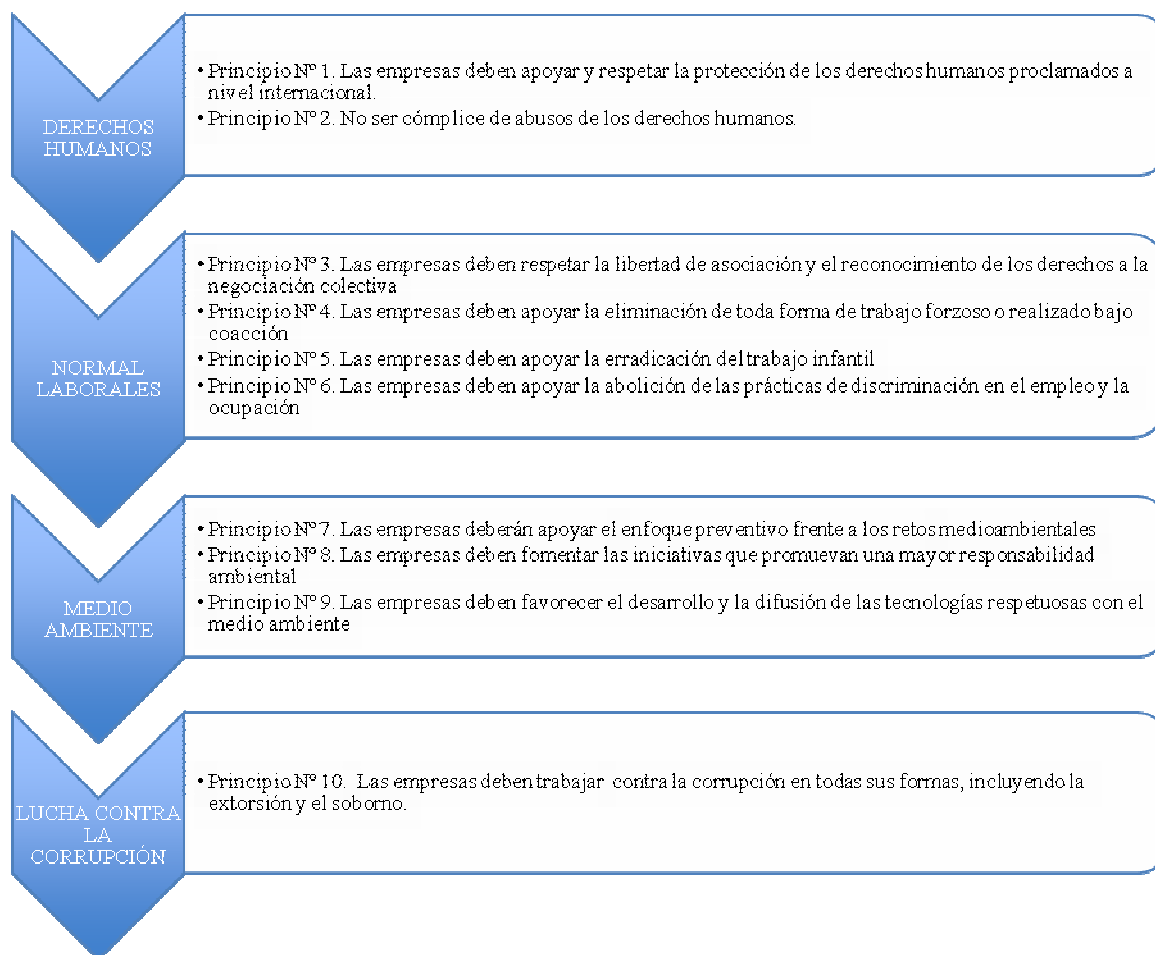 DERECHOS
HUMANOS
• Principio Nº 1. Las empresas deben apoyar y respetar la protección de los derechos humanos proclamados a
nivel internacional.
• Principio Nº 2. No ser cómplice de abusos de los derechos humanos.
NORMAL
LABORALES
• Principio Nº 3. Las empresas deben respetar la libertad de asociación y el reconocimiento de los derechos a la
negociación colectiva
• Principio Nº 4. Las empresas deben apoyar la eliminación de toda forma de trabajo forzoso o realizado bajo
coacción
• Principio Nº 5. Las empresas deben apoyar la erradicación del trabajo infantil
• Principio Nº 6. Las empresas deben apoyar la abolición de las prácticas de discriminación en el empleo y la
ocupación
MEDIO
AMBIENTE
• Principio Nº 7. Las empresas deberán apoyar el enfoque preventivo frente a los retos medioambientales
• Principio Nº 8. Las empresas deben fomentar las iniciativas que promuevan una mayor responsabilidad
ambiental
• Principio Nº 9. Las empresas deben favorecer el desarrollo y la difusión de las tecnologías respetuosas con el
medio ambiente
LUCHA CONTRA
LA
CORRUPCIÓN
• Principio Nº 10. Las empresas deben trabajar contra la corrupción en todas sus formas, incluyendo la
extorsión y el soborno.